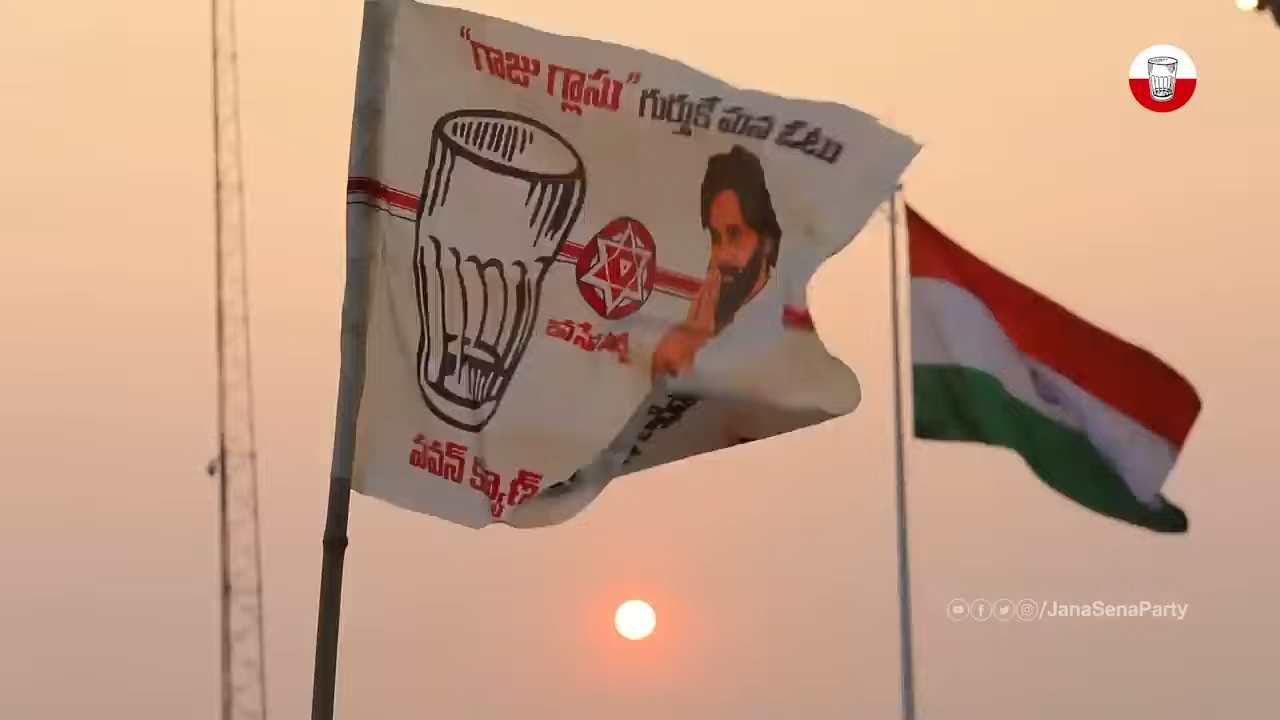 "గాజు గ్లాసు" గుర్తుకే మన ఓటు
జనసేన
పవన్ కళ్యాణ్
/JanaSenaParty